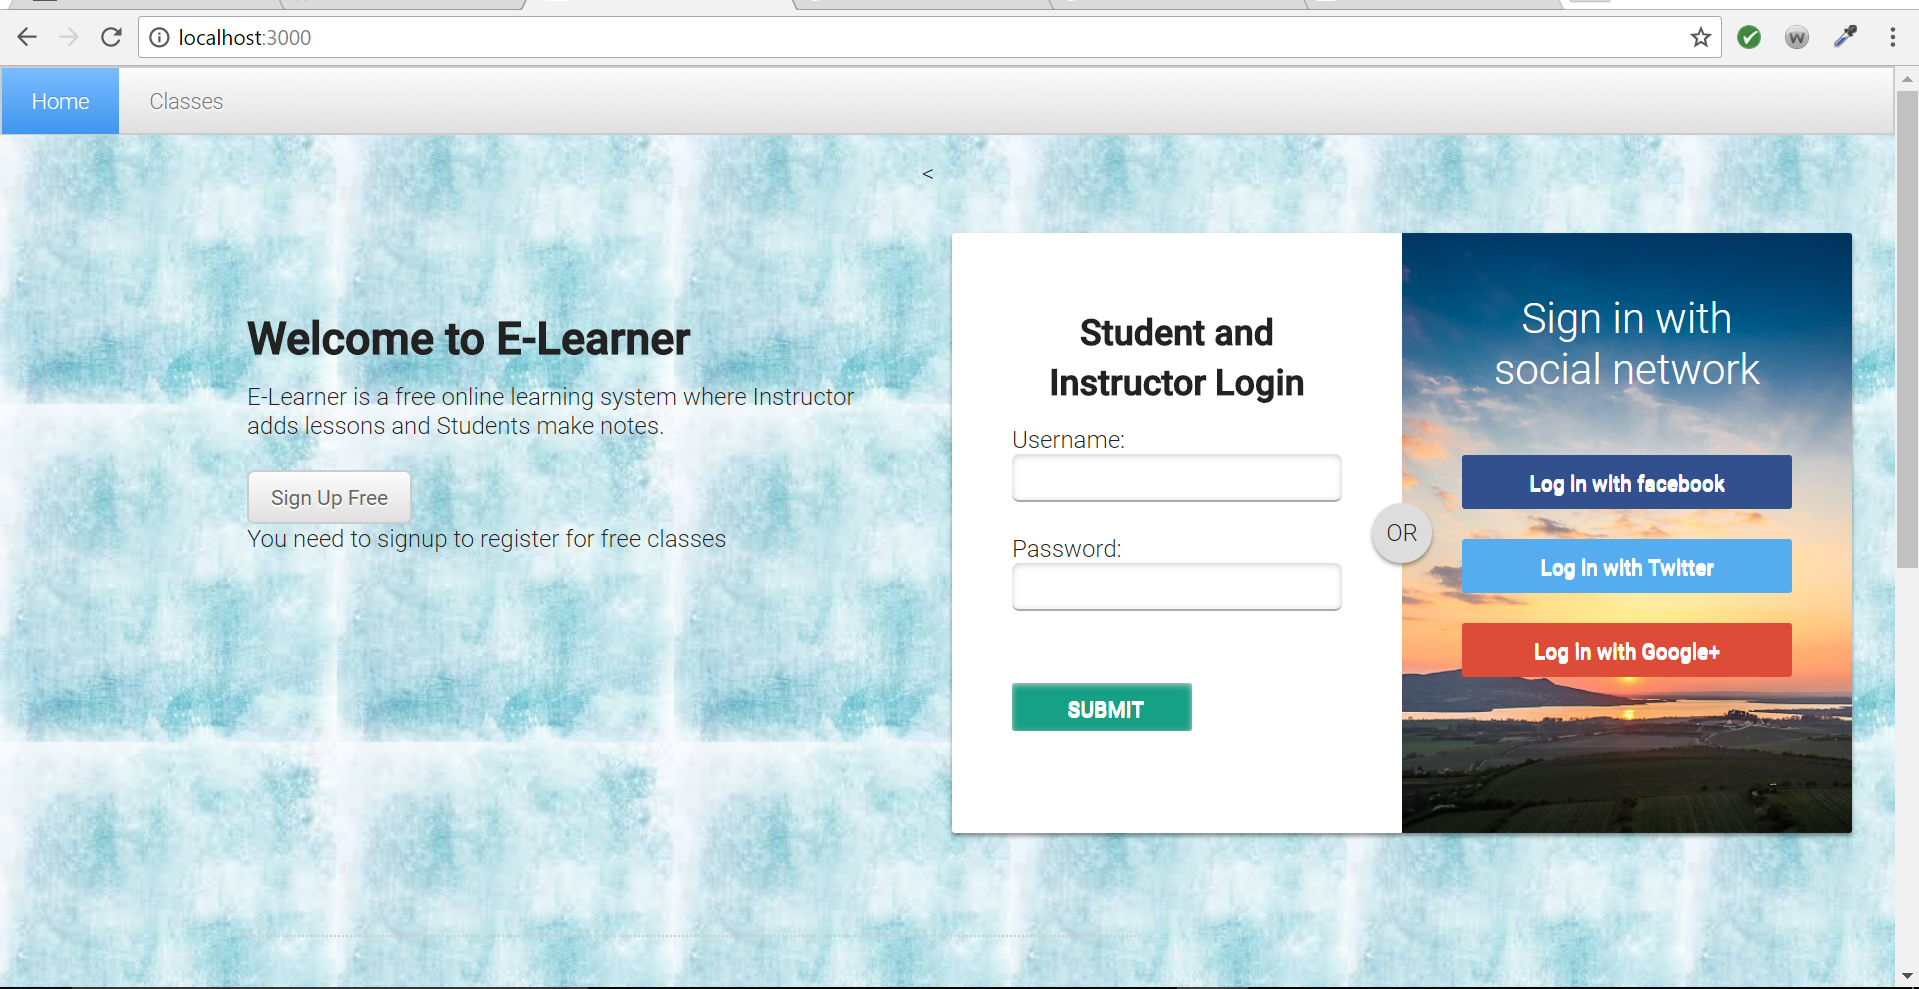 localhost:3000
Home
Classes
<
Welcome to E-Learner
E-Learner is a free online learning system where Instructor
adds lessons and Students make notes.
Sign Up Free
You need to signup to register for free classes
Student and
Instructor Login
Username:
Password:
SUBMIT
OR
Sign in with
social network
Log in with facebook
Log in with Twitter
Log in with Google+
W